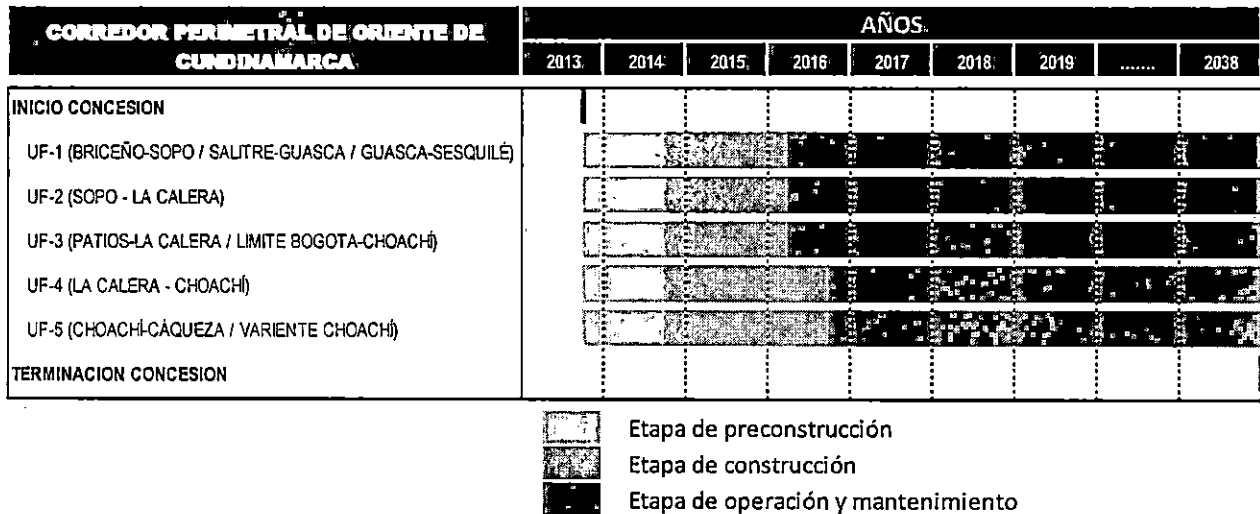 CORREDOR PERIMETRAL DE ORIENTE DE
CUNDINAMARCA
AÑOS
2013 2014 2015 2016 2017 2018 2019 ....... 2038
INICIO CONCESION
UF-1 (BRICEÑO-SOPO / SALITRE-GUASCA / GUASCA-SESQUILÉ)
UF-2 (SOPO - LA CALERA)
UF-3 (PATIOS-LA CALERA / LIMITE BOGOTA-CHOACHÍ)
UF-4 (LA CALERA - CHOACHÍ)
UF-5 (CHOACHÍ-CÁQUEZA / VARIENTE CHOACHÍ)
TERMINACION CONCESION
Etapa de preconstrucción
Etapa de construcción
Etapa de operación y mantenimiento